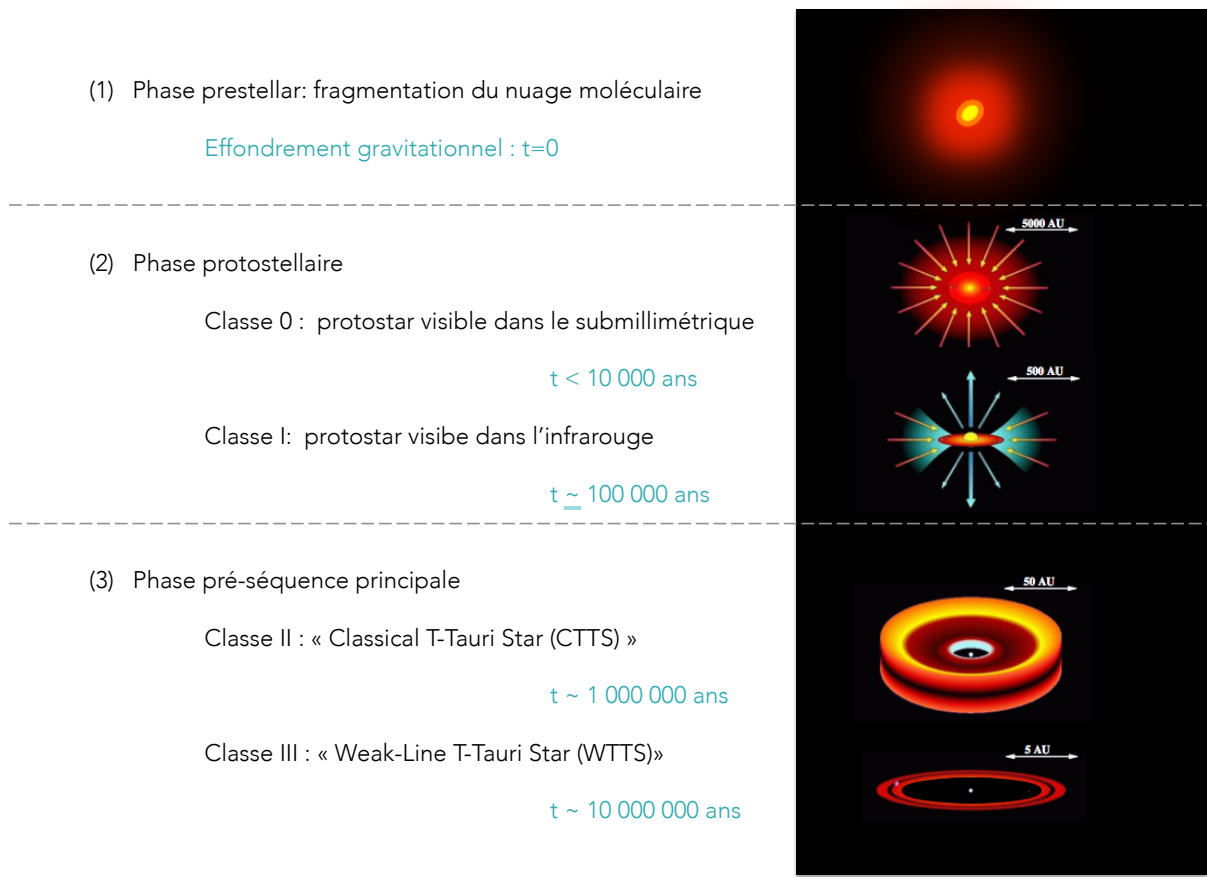 (1) Phase prestellar: fragmentation du nuage moléculaire
Effondrement gravitationnel : t=0
5000 AU
(2) Phase protostellaire
Classe 0 : protostar visible dans le submillimétrique
t < 10 000 ans
500 AU
Classe I: protostar visibe dans l’infrarouge
t ~ 100 000 ans
(3) Phase pré-séquence principale
50 AU
Classe II : « Classical T-Tauri Star (CTTS) »
t ~ 1 000 000 ans
Classe III : « Weak-Line T-Tauri Star (WTTS)»
5 AU
t ~ 10 000 000 ans